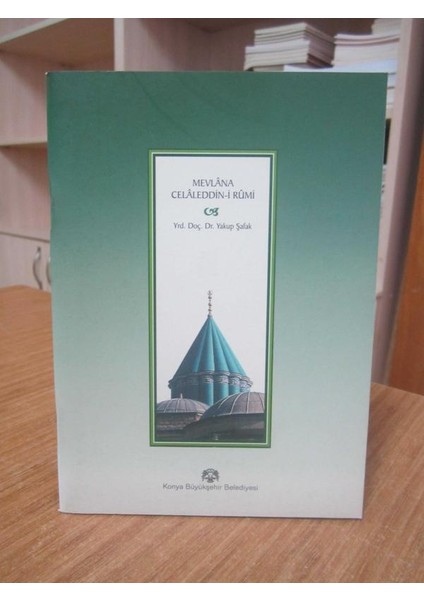 MEVLÂNA
CELÂLEDDİN-İ RÛMİ
Yrd. Doç. Dr. Yakup Şafak
Konya Büyükşehir Belediyesi